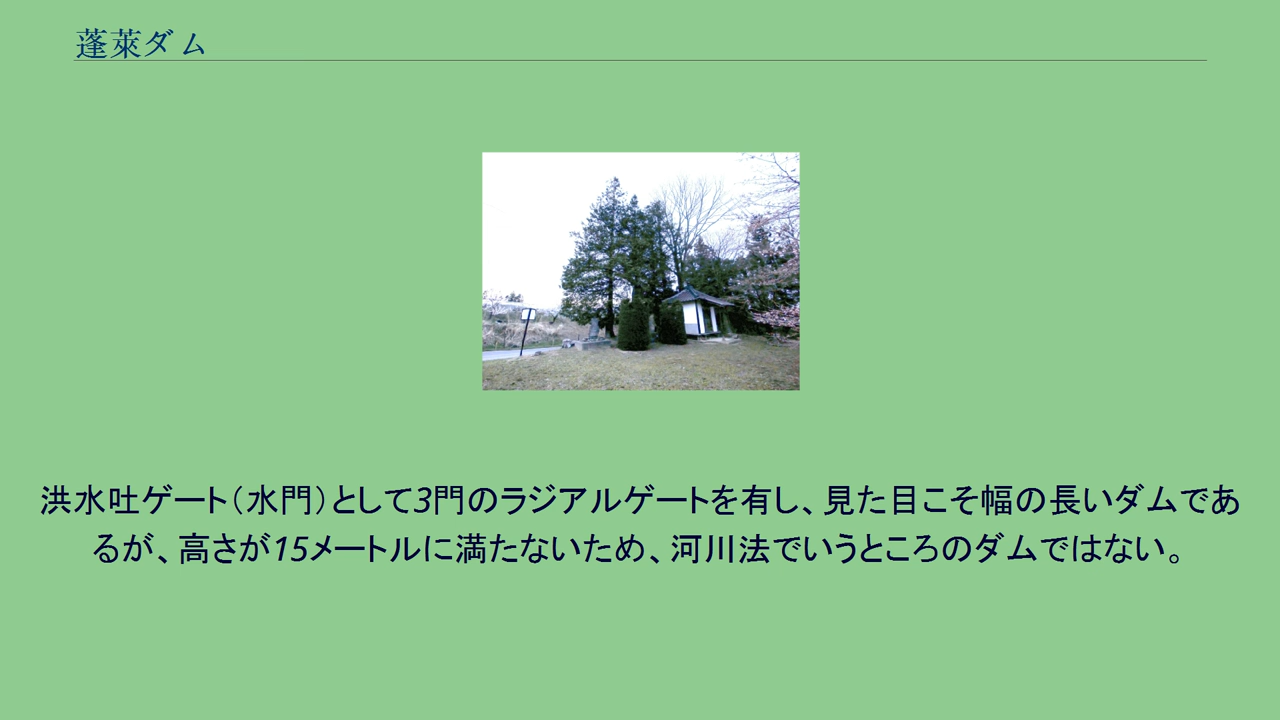 蓬萊ダム
洪水吐ゲート（水門）として3門のラジアルゲートを有し、見た目こそ幅の長いダムであ
るが、高さが15メートルに満たないため、河川法でいうところのダムではない。